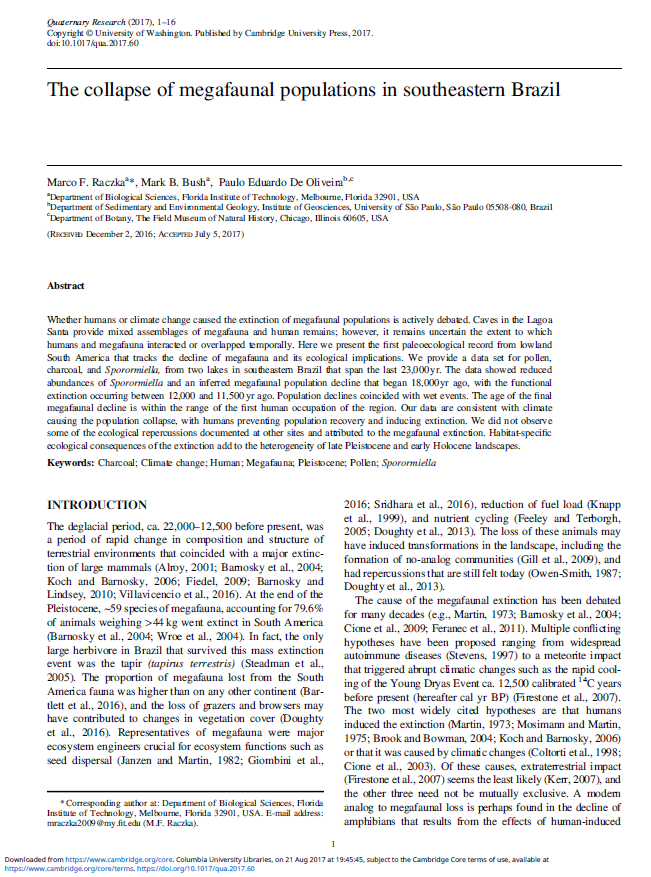 Quaternary Research (2017), 1–16
Copyright © University of Washington. Published by Cambridge University Press, 2017.
doi:10.1017/qua.2017.60
The collapse of megafaunal populations in southeastern Brazil
Marco F. Raczkaa*, Mark B. Busha, Paulo Eduardo De Oliveirab,c
aDepartment of Biological Sciences, Florida Institute of Technology, Melbourne, Florida 32901, USA
bDepartment of Sedimentary and Environmental Geology, Institute of Geosciences, University of São Paulo, São Paulo 05508-080, Brazil
cDepartment of Botany, The Field Museum of Natural History, Chicago, Illinois 60605, USA
(Received December 2, 2016; Accepted July 5, 2017)
Abstract
Whether humans or climate change caused the extinction of megafaunal populations is actively debated. Caves in the Lagoa
Santa provide mixed assemblages of megafauna and human remains; however, it remains uncertain the extent to which
humans and megafauna interacted or overlapped temporally. Here we present the first paleoecological record from lowland
South America that tracks the decline of megafauna and its ecological implications. We provide a data set for pollen,
charcoal, and Sporormiella, from two lakes in southeastern Brazil that span the last 23,000 yr. The data showed reduced
abundances of Sporormiella and an inferred megafaunal population decline that began 18,000 yr ago, with the functional
extinction occurring between 12,000 and 11,500 yr ago. Population declines coincided with wet events. The age of the final
megafaunal decline is within the range of the first human occupation of the region. Our data are consistent with climate
causing the population collapse, with humans preventing population recovery and inducing extinction. We did not observe
some of the ecological repercussions documented at other sites and attributed to the megafaunal extinction. Habitat-specific
ecological consequences of the extinction add to the heterogeneity of late Pleistocene and early Holocene landscapes.
Keywords: Charcoal; Climate change; Human; Megafauna; Pleistocene; Pollen; Sporormiella
INTRODUCTION
The deglacial period, ca. 22,000–12,500 before present, was
a period of rapid change in composition and structure of
terrestrial environments that coincided with a major extinc-
tion of large mammals (Alroy, 2001; Barnosky et al., 2004;
Koch and Barnosky, 2006; Fiedel, 2009; Barnosky and
Lindsey, 2010; Villavicencio et al., 2016). At the end of the
Pleistocene, ~59 species of megafauna, accounting for 79.6%
of animals weighing >44 kg went extinct in South America
(Barnosky et al., 2004; Wroe et al., 2004). In fact, the only
large herbivore in Brazil that survived this mass extinction
event was the tapir (tapirus terrestris) (Steadman et al.,
2005). The proportion of megafauna lost from the South
America fauna was higher than on any other continent (Bar-
tlett et al., 2016), and the loss of grazers and browsers may
have contributed to changes in vegetation cover (Doughty
et al., 2016). Representatives of megafauna were major
ecosystem engineers crucial for ecosystem functions such as
seed dispersal (Janzen and Martin, 1982; Giombini et al.,
* Corresponding author at: Department of Biological Sciences, Florida
Institute of Technology, Melbourne, Florida 32901, USA. E-mail address:
mraczka2009@my.fit.edu (M.F. Raczka).
2016; Sridhara et al., 2016), reduction of fuel load (Knapp
et al., 1999), and nutrient cycling (Feeley and Terborgh,
2005; Doughty et al., 2013). The loss of these animals may
have induced transformations in the landscape, including the
formation of no-analog communities (Gill et al., 2009), and
had repercussions that are still felt today (Owen-Smith, 1987;
Doughty et al., 2013).
The cause of the megafaunal extinction has been debated
for many decades (e.g., Martin, 1973; Barnosky et al., 2004;
Cione et al., 2009; Feranec et al., 2011). Multiple conflicting
hypotheses have been proposed ranging from widespread
autoimmune diseases (Stevens, 1997) to a meteorite impact
that triggered abrupt climatic changes such as the rapid cool-
ing of the Young Dryas Event ca. 12,500 calibrated 14C years
before present (hereafter cal yr BP) (Firestone et al., 2007).
The two most widely cited hypotheses are that humans
induced the extinction (Martin, 1973; Mosimann and Martin,
1975; Brook and Bowman, 2004; Koch and Barnosky, 2006)
or that it was caused by climatic changes (Coltorti et al., 1998;
Cione et al., 2003). Of these causes, extraterrestrial impact
(Firestone et al., 2007) seems the least likely (Kerr, 2007), and
the other three need not be mutually exclusive. A modern
analog to megafaunal loss is perhaps found in the decline of
amphibians that results from the effects of human-induced
1
Downloaded from https://www.cambridge.org/core. Columbia University Libraries, on 21 Aug 2017 at 19:45:45, subject to the Cambridge Core terms of use, available at
https://www.cambridge.org/core/terms. https://doi.org/10.1017/qua.2017.60